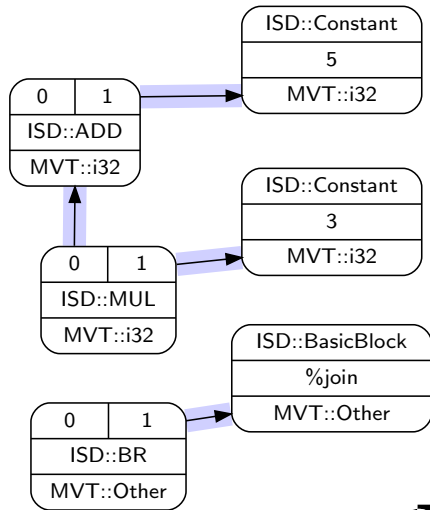 ISD::Constant
5
MVT::i32
0 1
ISD::ADD
MVT::i32
ISD::Constant
3
MVT::i32
0 1
ISD::MUL
MVT::i32
ISD::BasicBlock
%join
MVT::Other
0 1
ISD::BR
MVT::Other